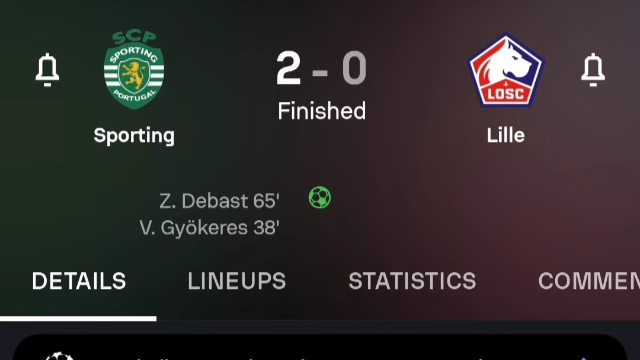 SCP
SPORTING
PORTUGAL
2 - 0
LOSC
Finished
Sporting
Lille
Z. Debast 65'
V. Gyökeres 38'
DETAILS LINEUPS STATISTICS COMMEN